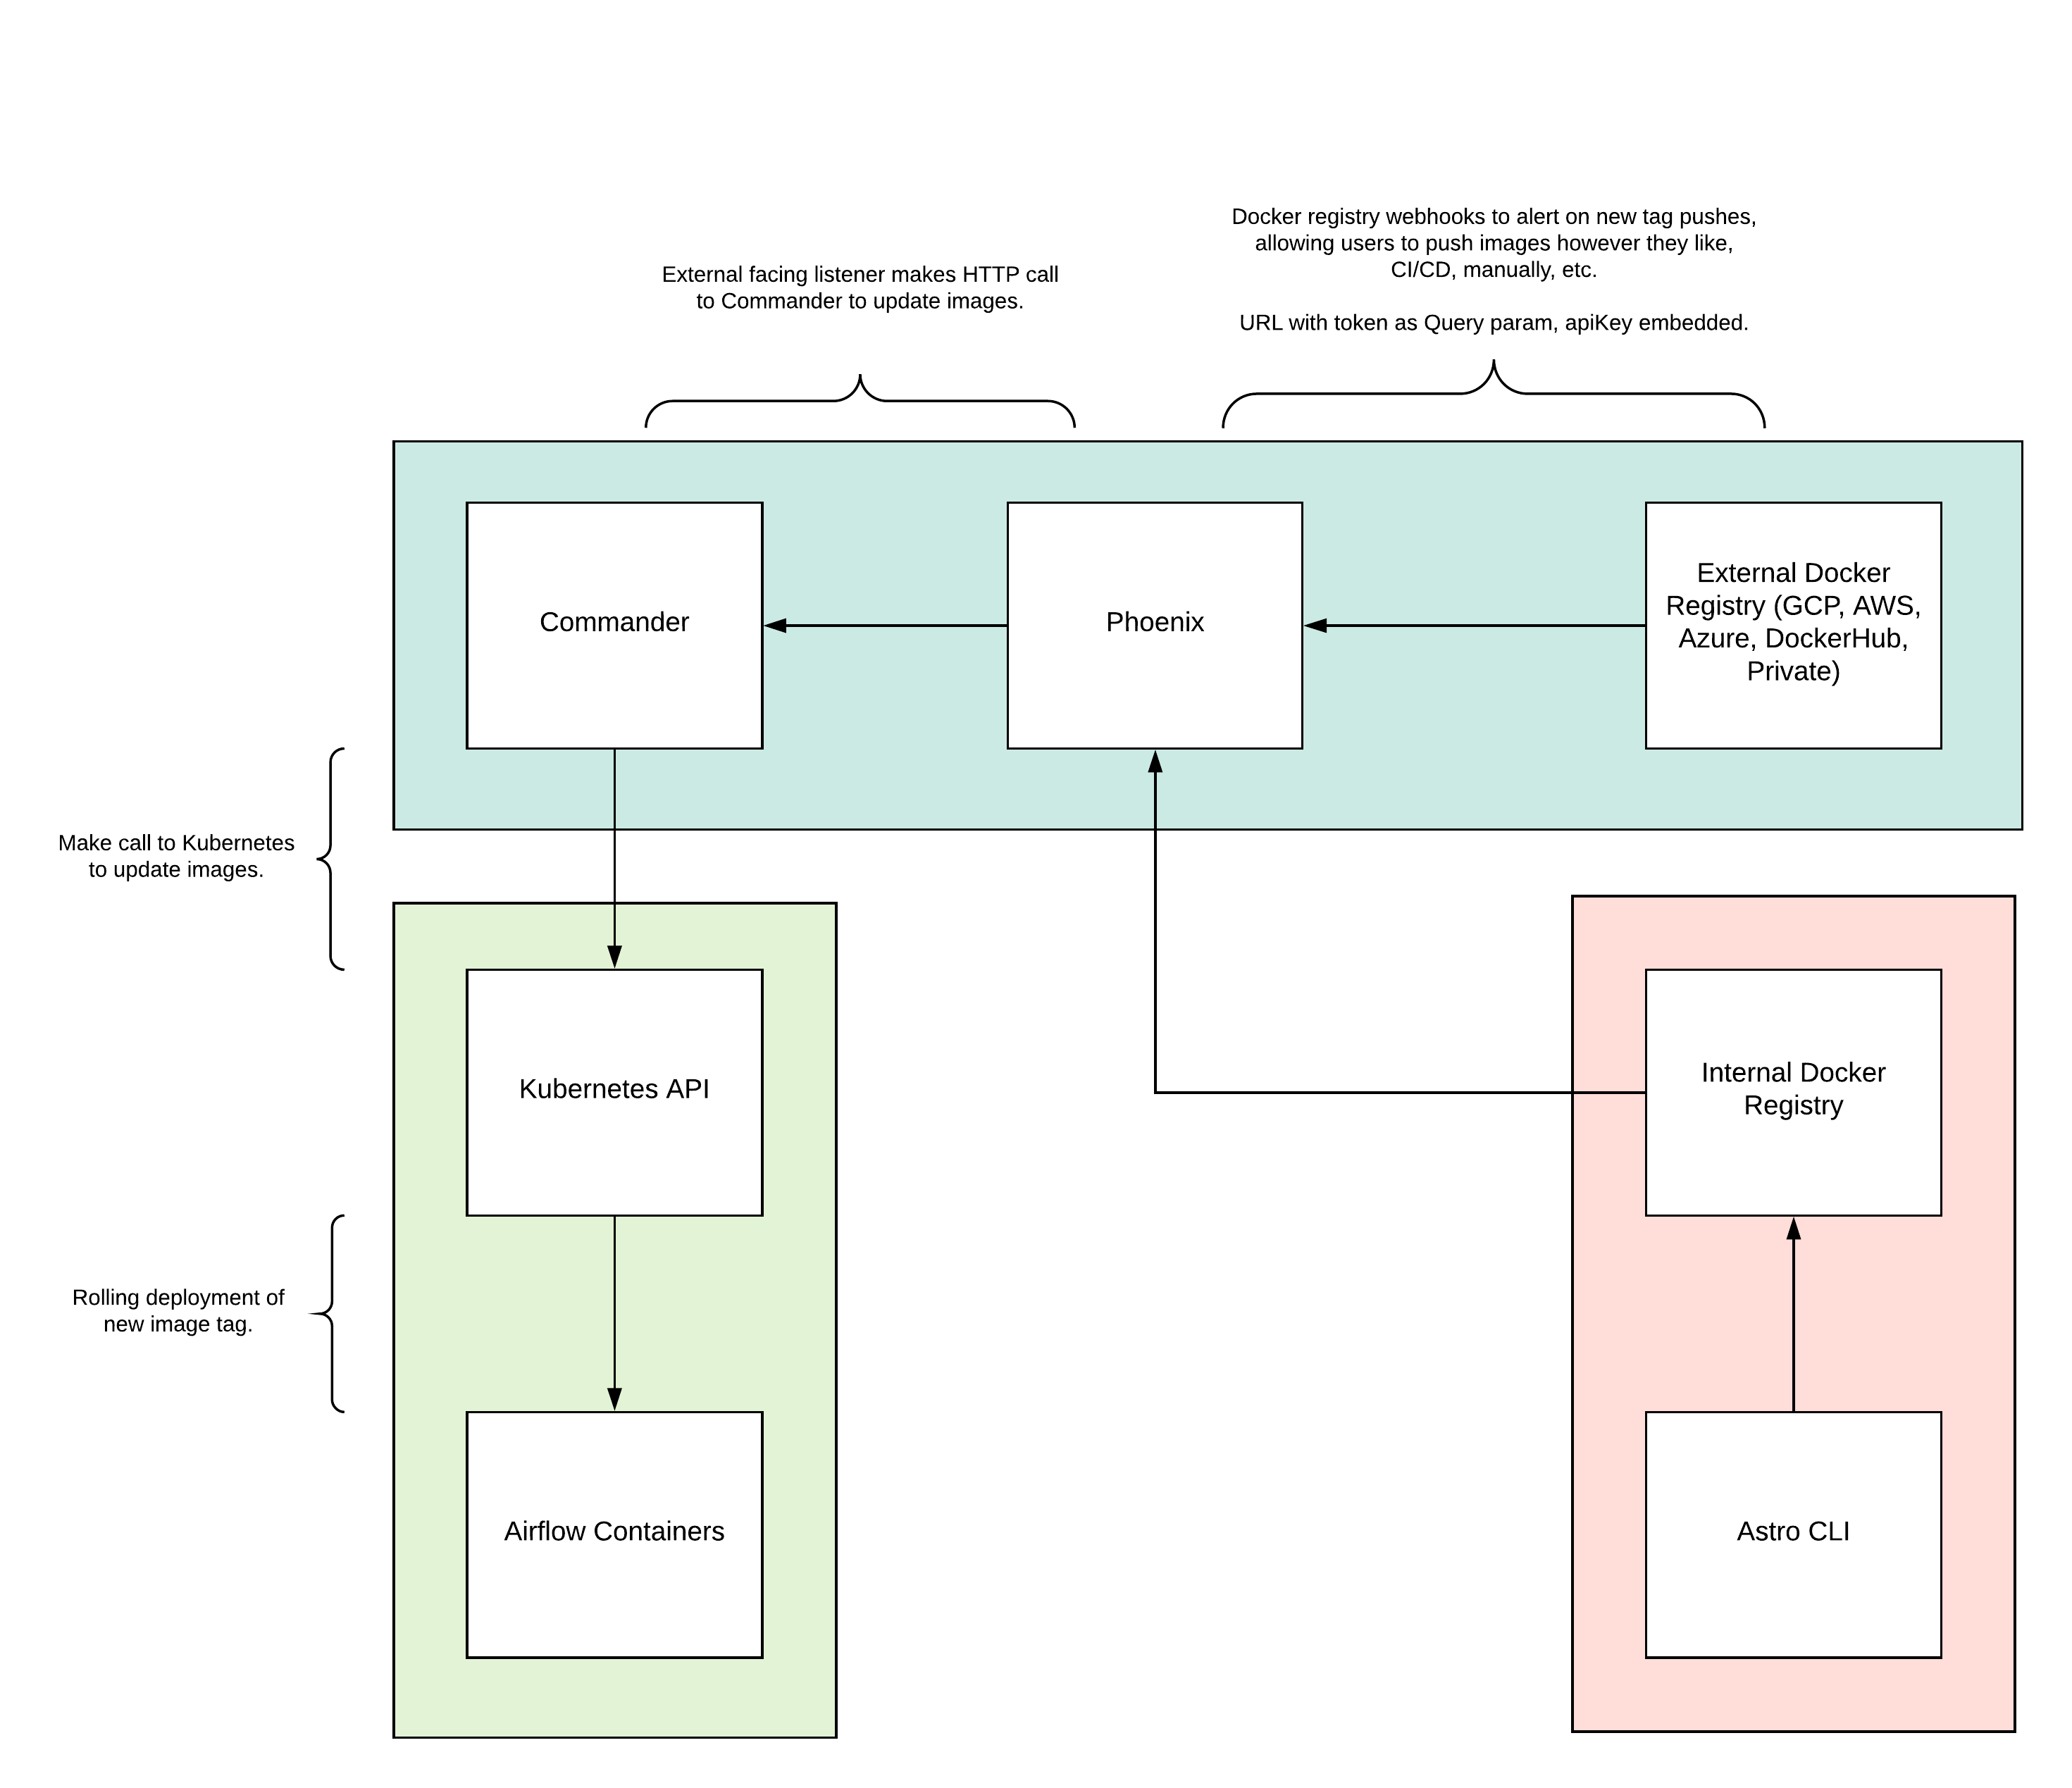 Docker registry webhooks to alert on new tag pushes,
allowing users to push images however they like,
CI/CD, manually, etc.
URL with token as Query param, apiKey embedded.
External facing listener makes HTTP call
to Commander to update images.
Commander
Phoenix
External Docker
Registry (GCP, AWS,
Azure, DockerHub,
Private)
Make call to Kubernetes
to update images.
Kubernetes API
Internal Docker
Registry
Rolling deployment of
new image tag.
Airflow Containers
Astro CLI